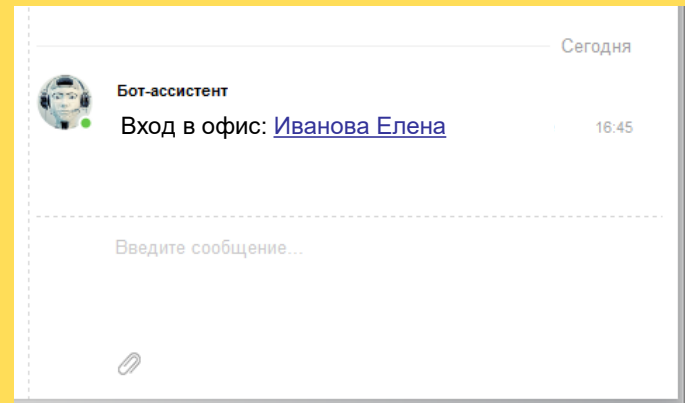 Сегодня
Бот-ассистент
Вход в офис: Иванова Елена 16:45
Введите сообщение...